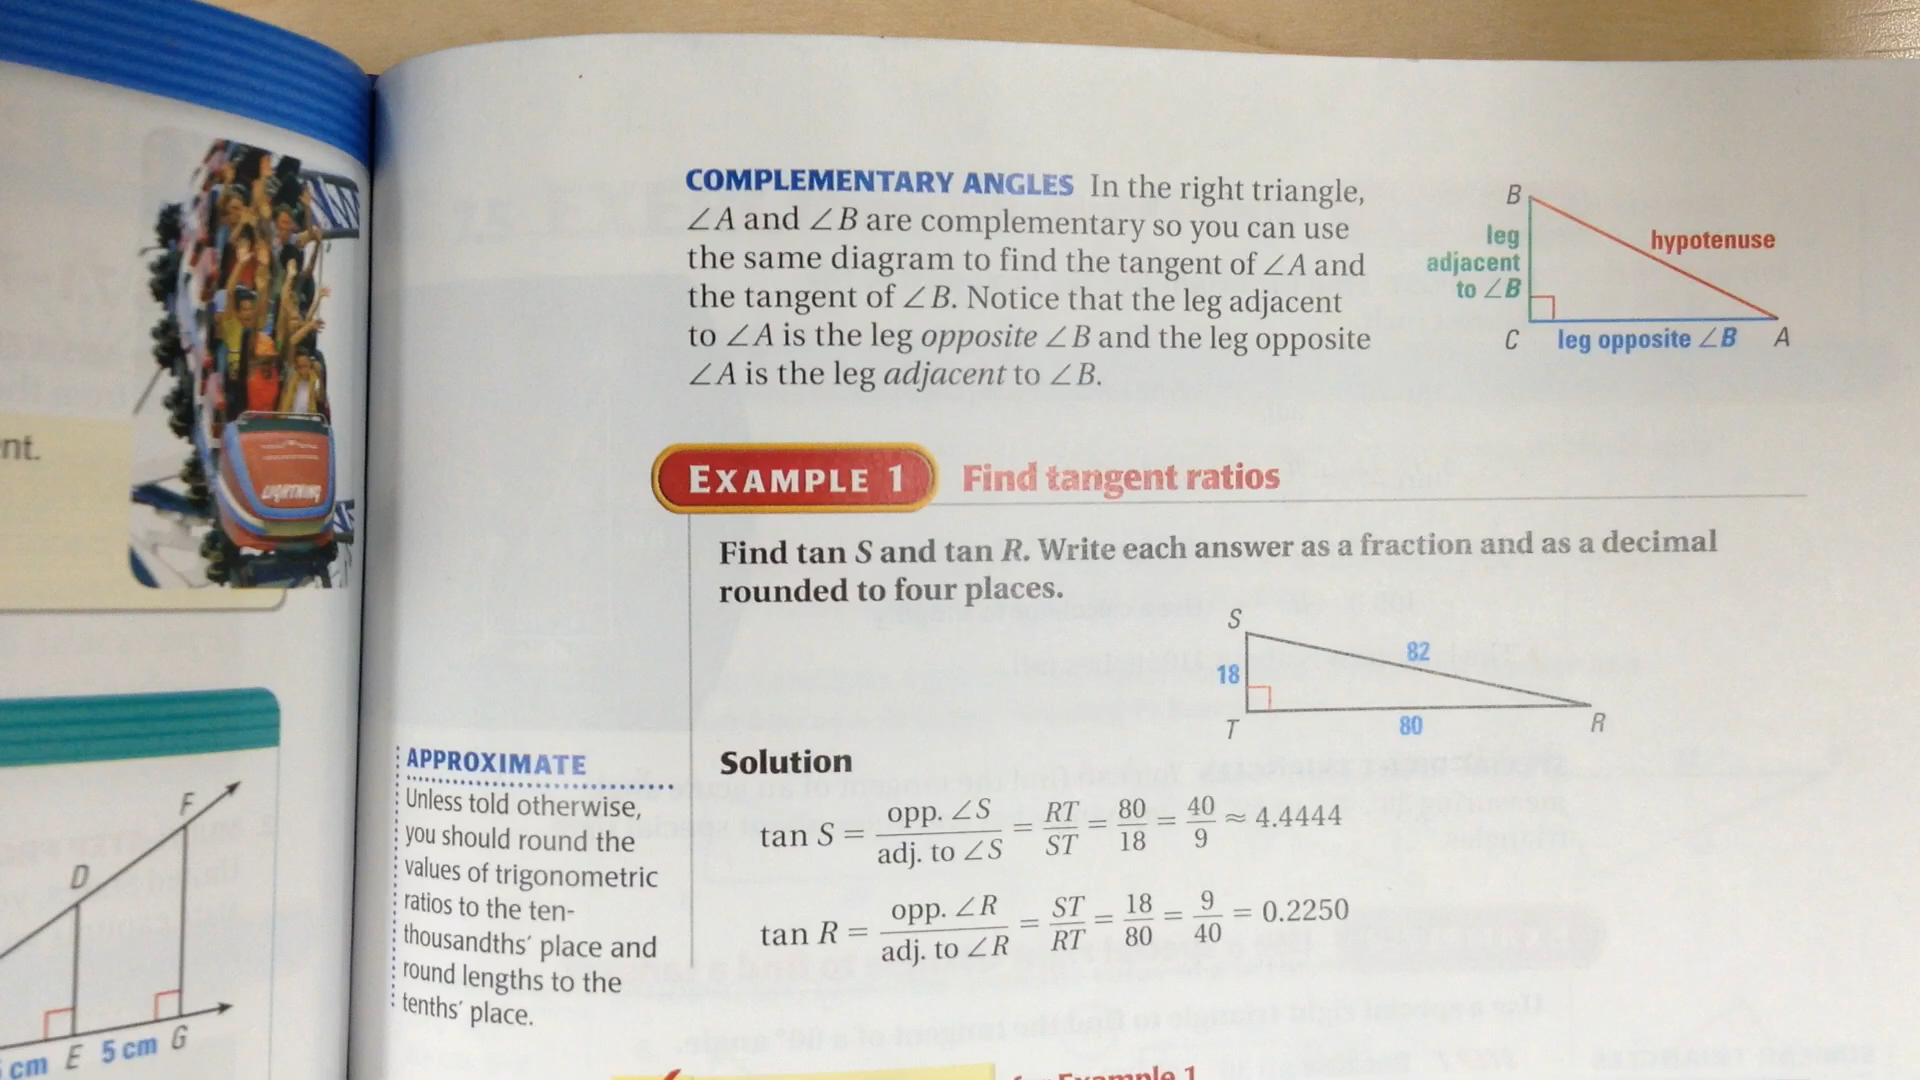 nt.
LIGHTNING
F
D
cm E 5 cm G
COMPLEMENTARY ANGLES In the right triangle,
∠A and ∠B are complementary so you can use
the same diagram to find the tangent of ∠A and
the tangent of ∠B. Notice that the leg adjacent
to ∠A is the leg opposite ∠B and the leg opposite
∠A is the leg adjacent to ∠B.
B
leg
adjacent
to ∠B
hypotenuse
C leg opposite ∠B A
EXAMPLE 1 Find tangent ratios
Find tan S and tan R. Write each answer as a fraction and as a decimal
rounded to four places.
S
82
18
T 80 R
APPROXIMATE
Unless told otherwise,
you should round the
values of trigonometric
ratios to the ten-
thousandths' place and
round lengths to the
tenths' place.
Solution
tan S = opp. ∠S / adj. to ∠S = RT / ST = 80 / 18 = 40 / 9 ≈ 4.4444
tan R = opp. ∠R / adj. to ∠R = ST / RT = 18 / 80 = 9 / 40 = 0.2250
Example 1